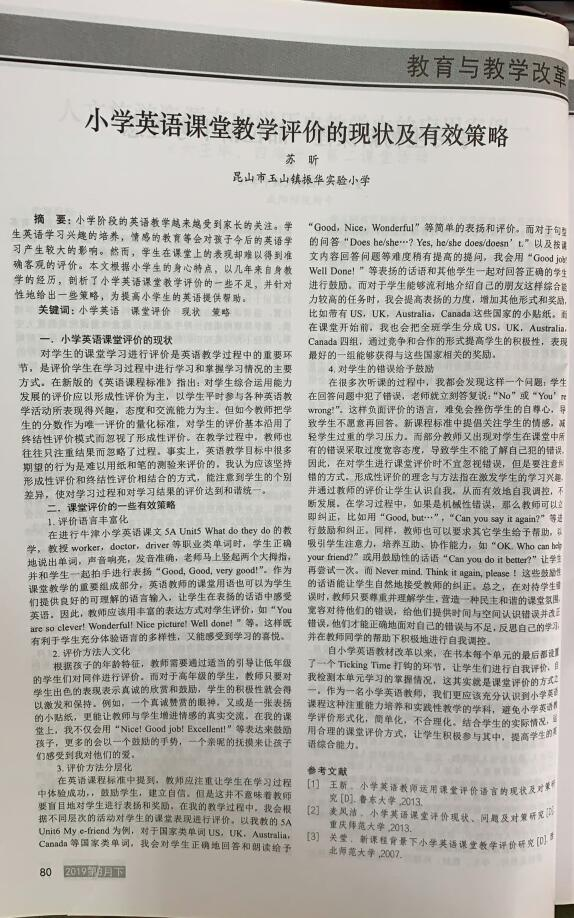 教育与教学改革
小学英语课堂教学评价的现状及有效策略
苏 昕
昆山市玉山镇振华实验小学
摘 要：小学阶段的英语教学越来越受到家长的关注。学
生英语学习兴趣的培养，情感的教育等会对孩子今后的英语学
习产生较大的影响。然而，学生在课堂上的表现却难以得到准
确客观的评价。本文根据小学生的身心特点，以几年来自身教
学的经历，剖析了小学英语课堂教学评价的一些不足，并针对
性地给出一些策略，为提高小学生的英语提供帮助。
关键词：小学英语 课堂评价 现状 策略
一．小学英语课堂评价的现状
对学生的课堂学习进行评价是英语教学过程中的重要环
节，是评价学生在学习过程中进行学习和掌握学习情况的主要
方式。在新版的《英语课程标准》指出：对学生综合运用能力
发展的评价应以形成性评价为主，以学生平时参与各种英语教
学活动所表现得兴趣，态度和交流能力为主。但如今教师把学
生的分数作为唯一评价的量化标准，对学生的评价基本沿用了
终结性评价模式而忽视了形成性评价。在教学过程中，教师也
往往只注重结果而忽略了过程。事实上，英语教学目标中很多
期望的行为是难以用纸和笔的测验来评价的，我认为应该坚持
形成性评价和终结性评价相结合的方式，能注意到学生的个别
差异，使对学习过程和对学习结果的评价达到和谐统一。
二．课堂评价的一些有效策略
1. 评价语言丰富化
在进行牛津小学英语课文 5A Unit5 What do they do 的教
学，教授 worker，doctor，driver 等职业类单词时，学生正确
地说出单词，声音响亮，发音准确，老师马上竖起两个大拇指，
并和学生一起拍手进行表扬“Good, Good, very good!”。作为
课堂教学的重要组成部分，英语教师的课堂用语也可以为学生
们提供良好的可理解的语言输入，让学生在表扬的话语中感受
英语。因此，教师应该用丰富的表达方式对学生评价，如“You
are so clever! Wonderful! Nice picture! Well done! ”等。这样既
有利于学生充分体验语言的多样性，又能感受到学习的喜悦。
2. 评价方法人文化
根据孩子的年龄特征，教师需要通过适当的引导让低年级
的学生们对同伴进行评价。而对于高年级的学生，教师只要对
学生出色的表现表示真诚的欣赏和鼓励，学生的积极性就会得
以激发和保持。例如，一个真诚赞赏的眼神，又或是一张表扬
的小贴纸，更能让教师与学生增进情感的真实交流。在我的课
堂上，我不仅会用“Nice! Good job! Excellent!”等表达来鼓励
孩子，更多的会以一个鼓励的手势，一个亲昵的抚摸来让孩子
们感受到我对他们的爱。
3. 评价方法分层化
在英语课程标准中提到，教师应注重让学生在学习过程
中体验成功，，鼓励学生，建立自信。但是这并不意味着教师
要盲目地对学生进行表扬和奖励。在我的教学过程中，我会根
据不同层次的活动对学生的课堂表现进行评价。以我教的 5A
Unit6 My e-friend 为例，对于国家类单词 US，UK，Australia，
Canada 等国家类单词，我会对学生正确地回答和朗读给予
“Good, Nice, Wonderful”等简单的表扬和评价。而对于句型
的问答“Does he/she…? Yes, he/she does/doesn’t.”以及按课
文内容回答问题等难度稍有提高的提问，我会用“Good job!
Well Done! ”等表扬的话语和其他学生一起对回答正确的学生
进行鼓励。而对于学生能够流利地介绍自己的朋友这样综合能
力较高的任务时，我会提高表扬的力度，增加其他形式和奖励，
比如带有 US，UK，Australia，Canada 这些国家的小贴纸。而
在课堂开始前，我也会把全班学生分成 US，UK，Australia，
Canada 四组，通过竞争和合作的形式提高学生的积极性，表现
最好的一组能够获得与这些国家相关的奖励。
4. 对学生的错误给予鼓励
在很多次听课的过程中，我都会发现这样一个问题：学生
在回答问题中犯了错误，老师就立刻答复说：“No”或“You’re
wrong!”。这样负面评价的语言，难免会挫伤学生的自尊心，导
致学生不愿意再回答。新课程标准中提倡关注学生的情感，减
轻学生过重的学习压力。而部分教师又出现对学生在课堂中所
有的错误采取过度宽容态度，导致学生不能了解自己犯的错误。
因此，在对学生进行课堂评价时不宜忽视错误，但是要注意纠
错的方式，形成性评价的理念与方法指在激发学生的学习兴趣，
并通过教师的评价让学生认识自我，从而有效地自我调控，不
断发展。在学习过程中，如果是机械性错误，那么教师可以立
即纠正，比如用“Good, but…”，“Can you say it again?”等进
行鼓励和纠正。同样，教师也可以要求其它学生给予帮助，以
吸引学生注意力，培养互助、协作能力，如“OK. Who can help
your friend?”或用鼓励性的话语“Can you do it better?”让学生
再尝试一次。而 Never mind. Think it again, please！这些鼓励性
的话语能让学生自然地接受教师的纠正。总之，在对待学生错
误时，教师只要尊重并理解学生，营造一种民主和谐的课堂氛围，
宽容对待他们的错误，给他们提供时间与空间认识错误并改正
错误，他们才能正确地面对自己的错误与不足，反思自己的学习，
并在教师同学的帮助下积极地进行自我调控。
自小学英语教材改革以来，在书本每个单元的最后都设置
了一个 Ticking Time 打钩的环节，让学生们进行自我评价，自
我检测本单元学习的掌握情况，这其实就是课堂评价的方式之
一。作为一名小学英语教师，我们更应该充分认识到小学英语
课程这种注重能力培养和实践性教学的学科，避免小学英语教
学评价形式化，简单化，不合理化。结合学生的实际情况，运
用合理的课堂评价方式，让学生积极参与其中，提高学生的英
语综合能力。
参考文献
[1] 王新．小学英语教师运用课堂评价语言的现状及对策研
究 [D]. 鲁东大学 ,2013.
[2] 麦凤洁．小学英语课堂评价现状、问题及对策研究 [D].
重庆师范大学 ,2013.
[3] 关莹．新课程背景下小学英语课堂教学评价研究 [D].
北师范大学 ,2007.
80 2019年8月下